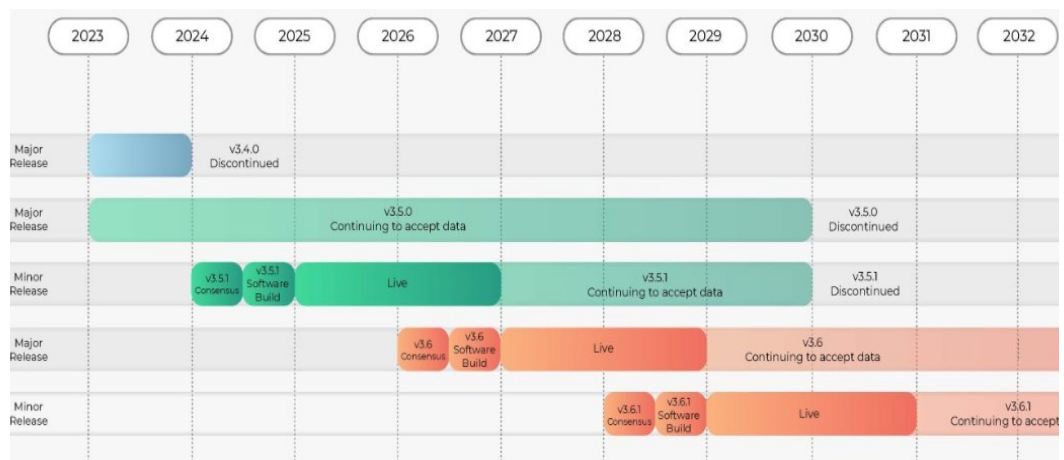 2023 2024 2025 2026 2027 2028 2029 2030 2031 2032
Major
Release
v3.4.0
Discontinued
Major
Release
v3.5.0
Continuing to accept data
v3.5.0
Discontinued
Minor
Release
v3.5.1
Consensus
v3.5.1
Software
Build
Live
v3.5.1
Continuing to accept data
v3.5.1
Discontinued
Major
Release
v3.6
Consensus
v3.6
Software
Build
Live
v3.6
Continuing to accept data
Minor
Release
v3.6.1
Consensus
v3.6.1
Software
Build
Live
v3.6.1
Continuing to accept